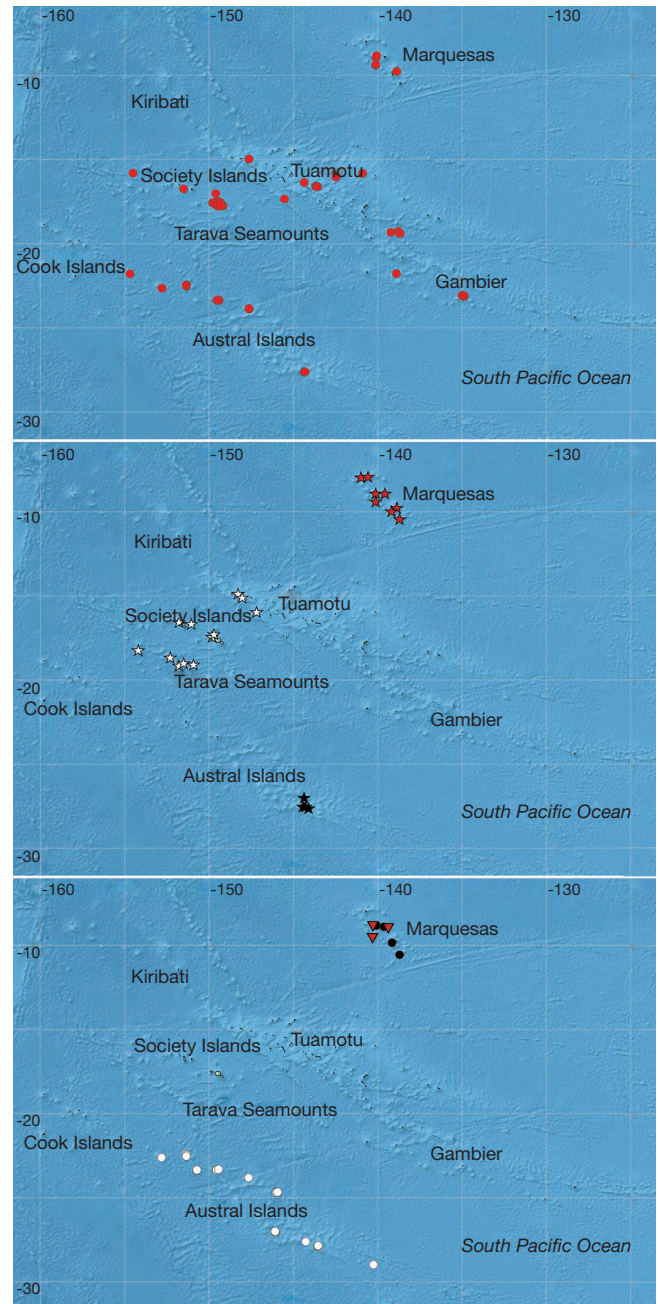 -160 -150 -140 -130
Marquesas
-10
Kiribati
Society Islands Tuamotu
Tarava Seamounts
-20
Cook Islands
Gambier
Austral Islands
South Pacific Ocean
-30
-160 -150 -140 -130
Marquesas
-10
Kiribati
Tuamotu
Society Islands
-20
Tarava Seamounts
Cook Islands
Gambier
Austral Islands
South Pacific Ocean
-30
-160 -150 -140 -130
Marquesas
-10
Kiribati
Society Islands Tuamotu
Tarava Seamounts
-20
Cook Islands
Gambier
Austral Islands
South Pacific Ocean
-30